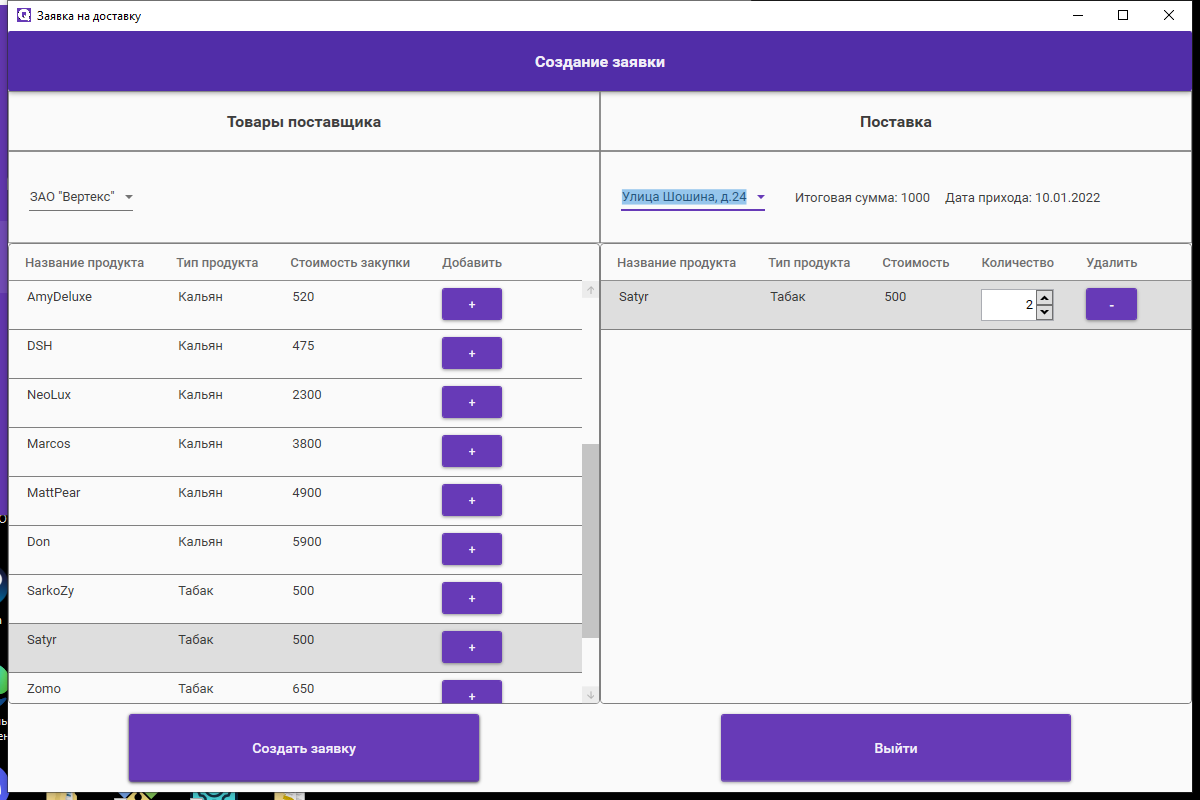 Заявка на доставку
Создание заявки
Товары поставщика
Поставка
ЗАО "Вертекс"
Улица Шошина, д.24 Итоговая сумма: 1000 Дата прихода: 10.01.2022
Название продукта Тип продукта Стоимость закупки Добавить
AmyDeluxe Кальян 520 +
DSH Кальян 475 +
NeoLux Кальян 2300 +
Marcos Кальян 3800 +
MattPear Кальян 4900 +
Don Кальян 5900 +
SarkoZy Табак 500 +
Satyr Табак 500 +
Zomo Табак 650 +
Название продукта Тип продукта Стоимость Количество Удалить
Satyr Табак 500 2 -
Создать заявку
Выйти